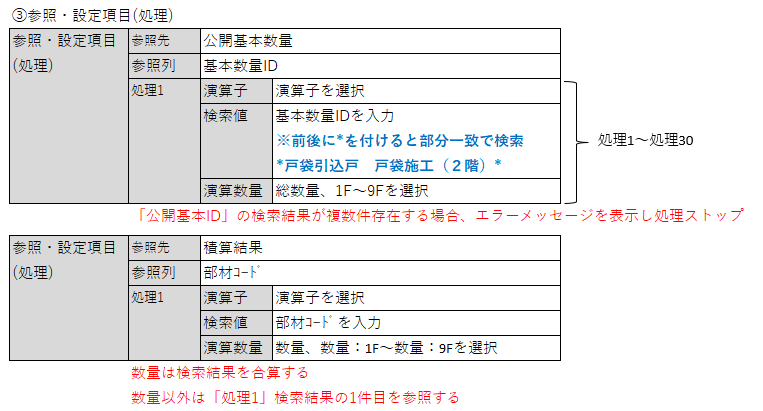 ③参照・設定項目(処理)
参照・設定項目 参照先 公開基本数量
(処理) 参照列 基本数量ID
処理1 演算子 演算子を選択
検索値 基本数量IDを入力
※前後に*を付けると部分一致で検索
処理1～処理30
*戸袋引込戸　戸袋施工（２階）*
演算数量 総数量、1F～9Fを選択
「公開基本ID」の検索結果が複数件存在する場合、エラーメッセージを表示し処理ストップ
参照・設定項目 参照先 積算結果
(処理) 参照列 部材ｺｰﾄﾞ
処理1 演算子 演算子を選択
検索値 部材ｺｰﾄﾞを入力
演算数量 数量、数量：1F～数量：9Fを選択
数量は検索結果を合算する
数量以外は「処理1」検索結果の1件目を参照する